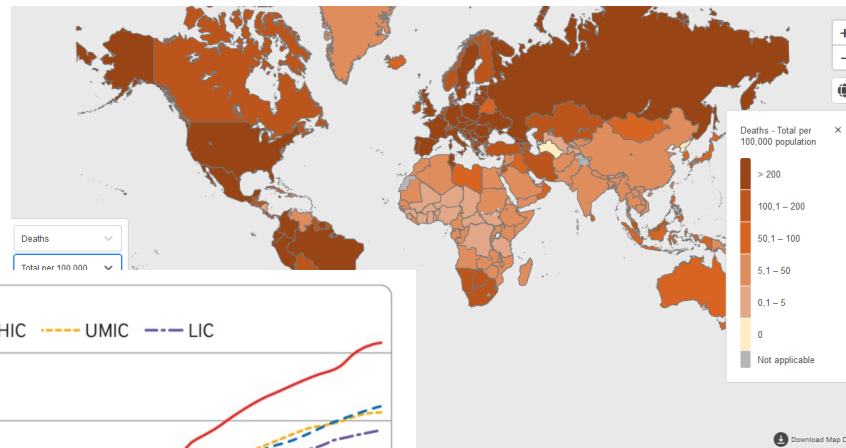 Deaths - Total per
100,000 population
×
> 200
100,1 – 200
50,1 – 100
5,1 – 50
0,1 – 5
0
Not applicable
Deaths
Total per 100,000
HIC UMIC LIC
Download Map D